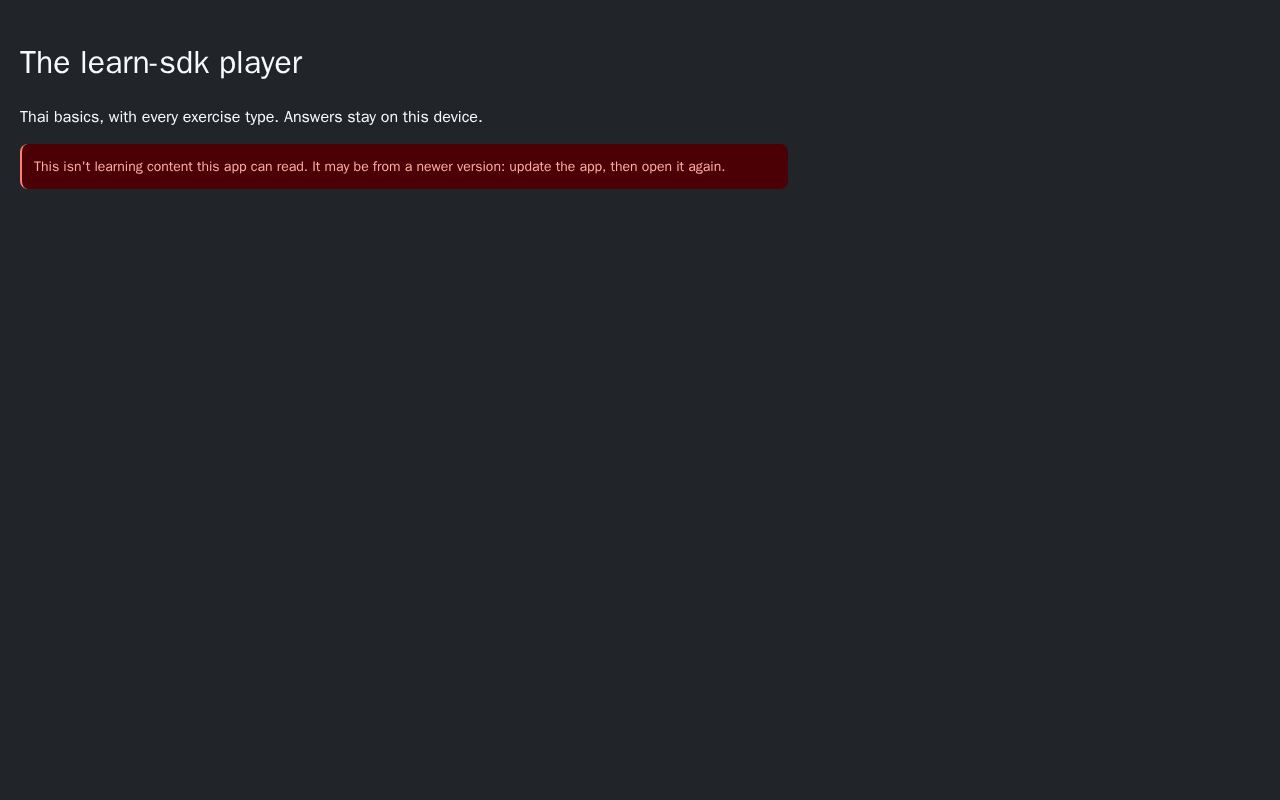 The learn-sdk player
Thai basics, with every exercise type. Answers stay on this device.
This isn't learning content this app can read. It may be from a newer version: update the app, then open it again.